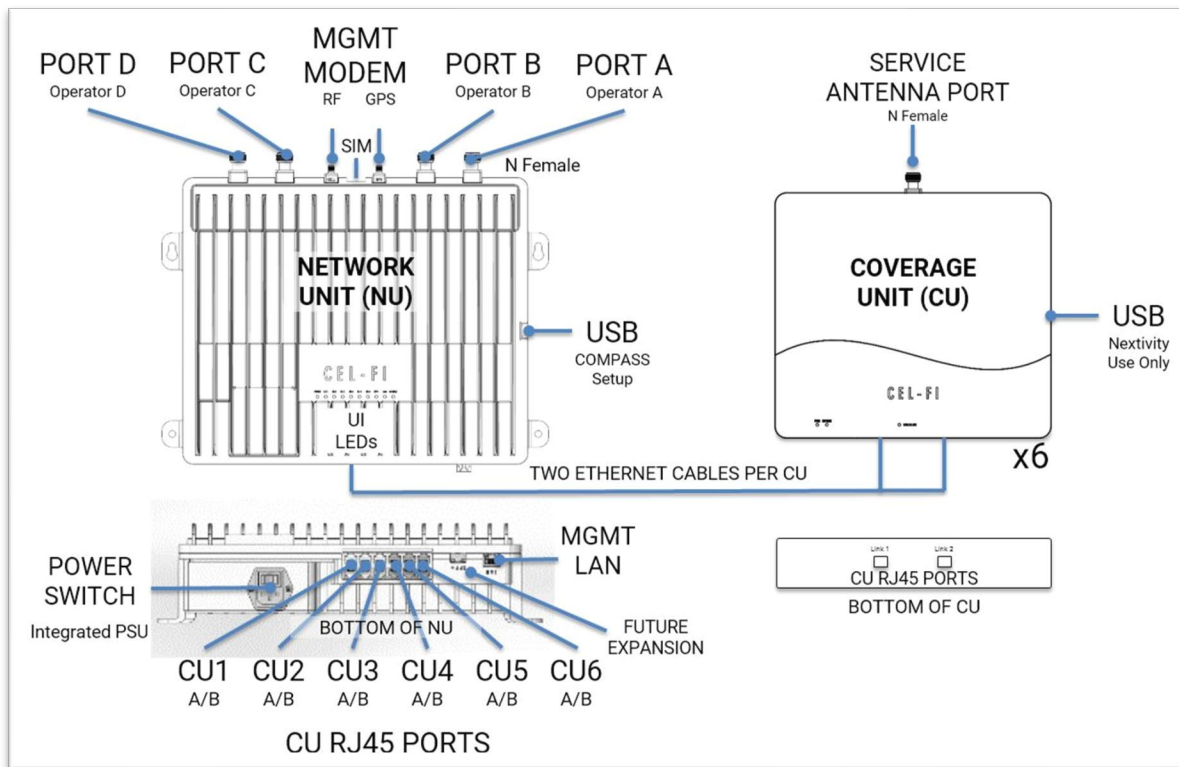 PORT D
Operator D
PORT C
Operator C
MGMT
MODEM
RF GPS
SIM
PORT B
Operator B
PORT A
Operator A
N Female
NETWORK
UNIT (NU)
USB
COMPASS
Setup
CEL-FI
UI
LEDs
SERVICE
ANTENNA PORT
N Female
COVERAGE
UNIT (CU)
USB
Nextivity
Use Only
CEL-FI
x6
TWO ETHERNET CABLES PER CU
POWER
SWITCH
Integrated PSU
MGMT
LAN
BOTTOM OF NU
FUTURE
EXPANSION
CU1 CU2 CU3 CU4 CU5 CU6
A/B A/B A/B A/B A/B A/B
CU RJ45 PORTS
Link 1 Link 2
CU RJ45 PORTS
BOTTOM OF CU